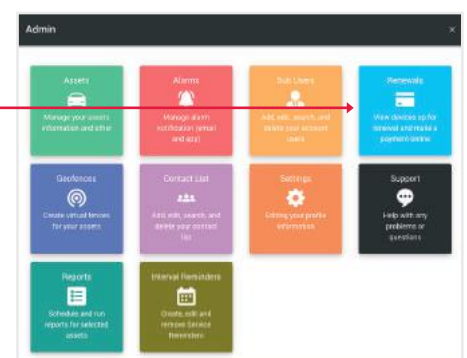 Admin ×
Assets
Manage your assets
information and other
Alarms
Manage alarm
notification (email
and app)
Sub Users
Add, edit, search, and
delete your account
users
Renewals
View devices up for
renewal and make a
payment online
Geofences
Create virtual fences
for your assets
Contact List
Add, edit, search, and
delete your contact
list
Settings
Editing your profile
information
Support
Help with any
problems or
questions
Reports
Schedule and run
reports for selected
assets
Interval Reminders
Create, edit and
remove Service
Reminders